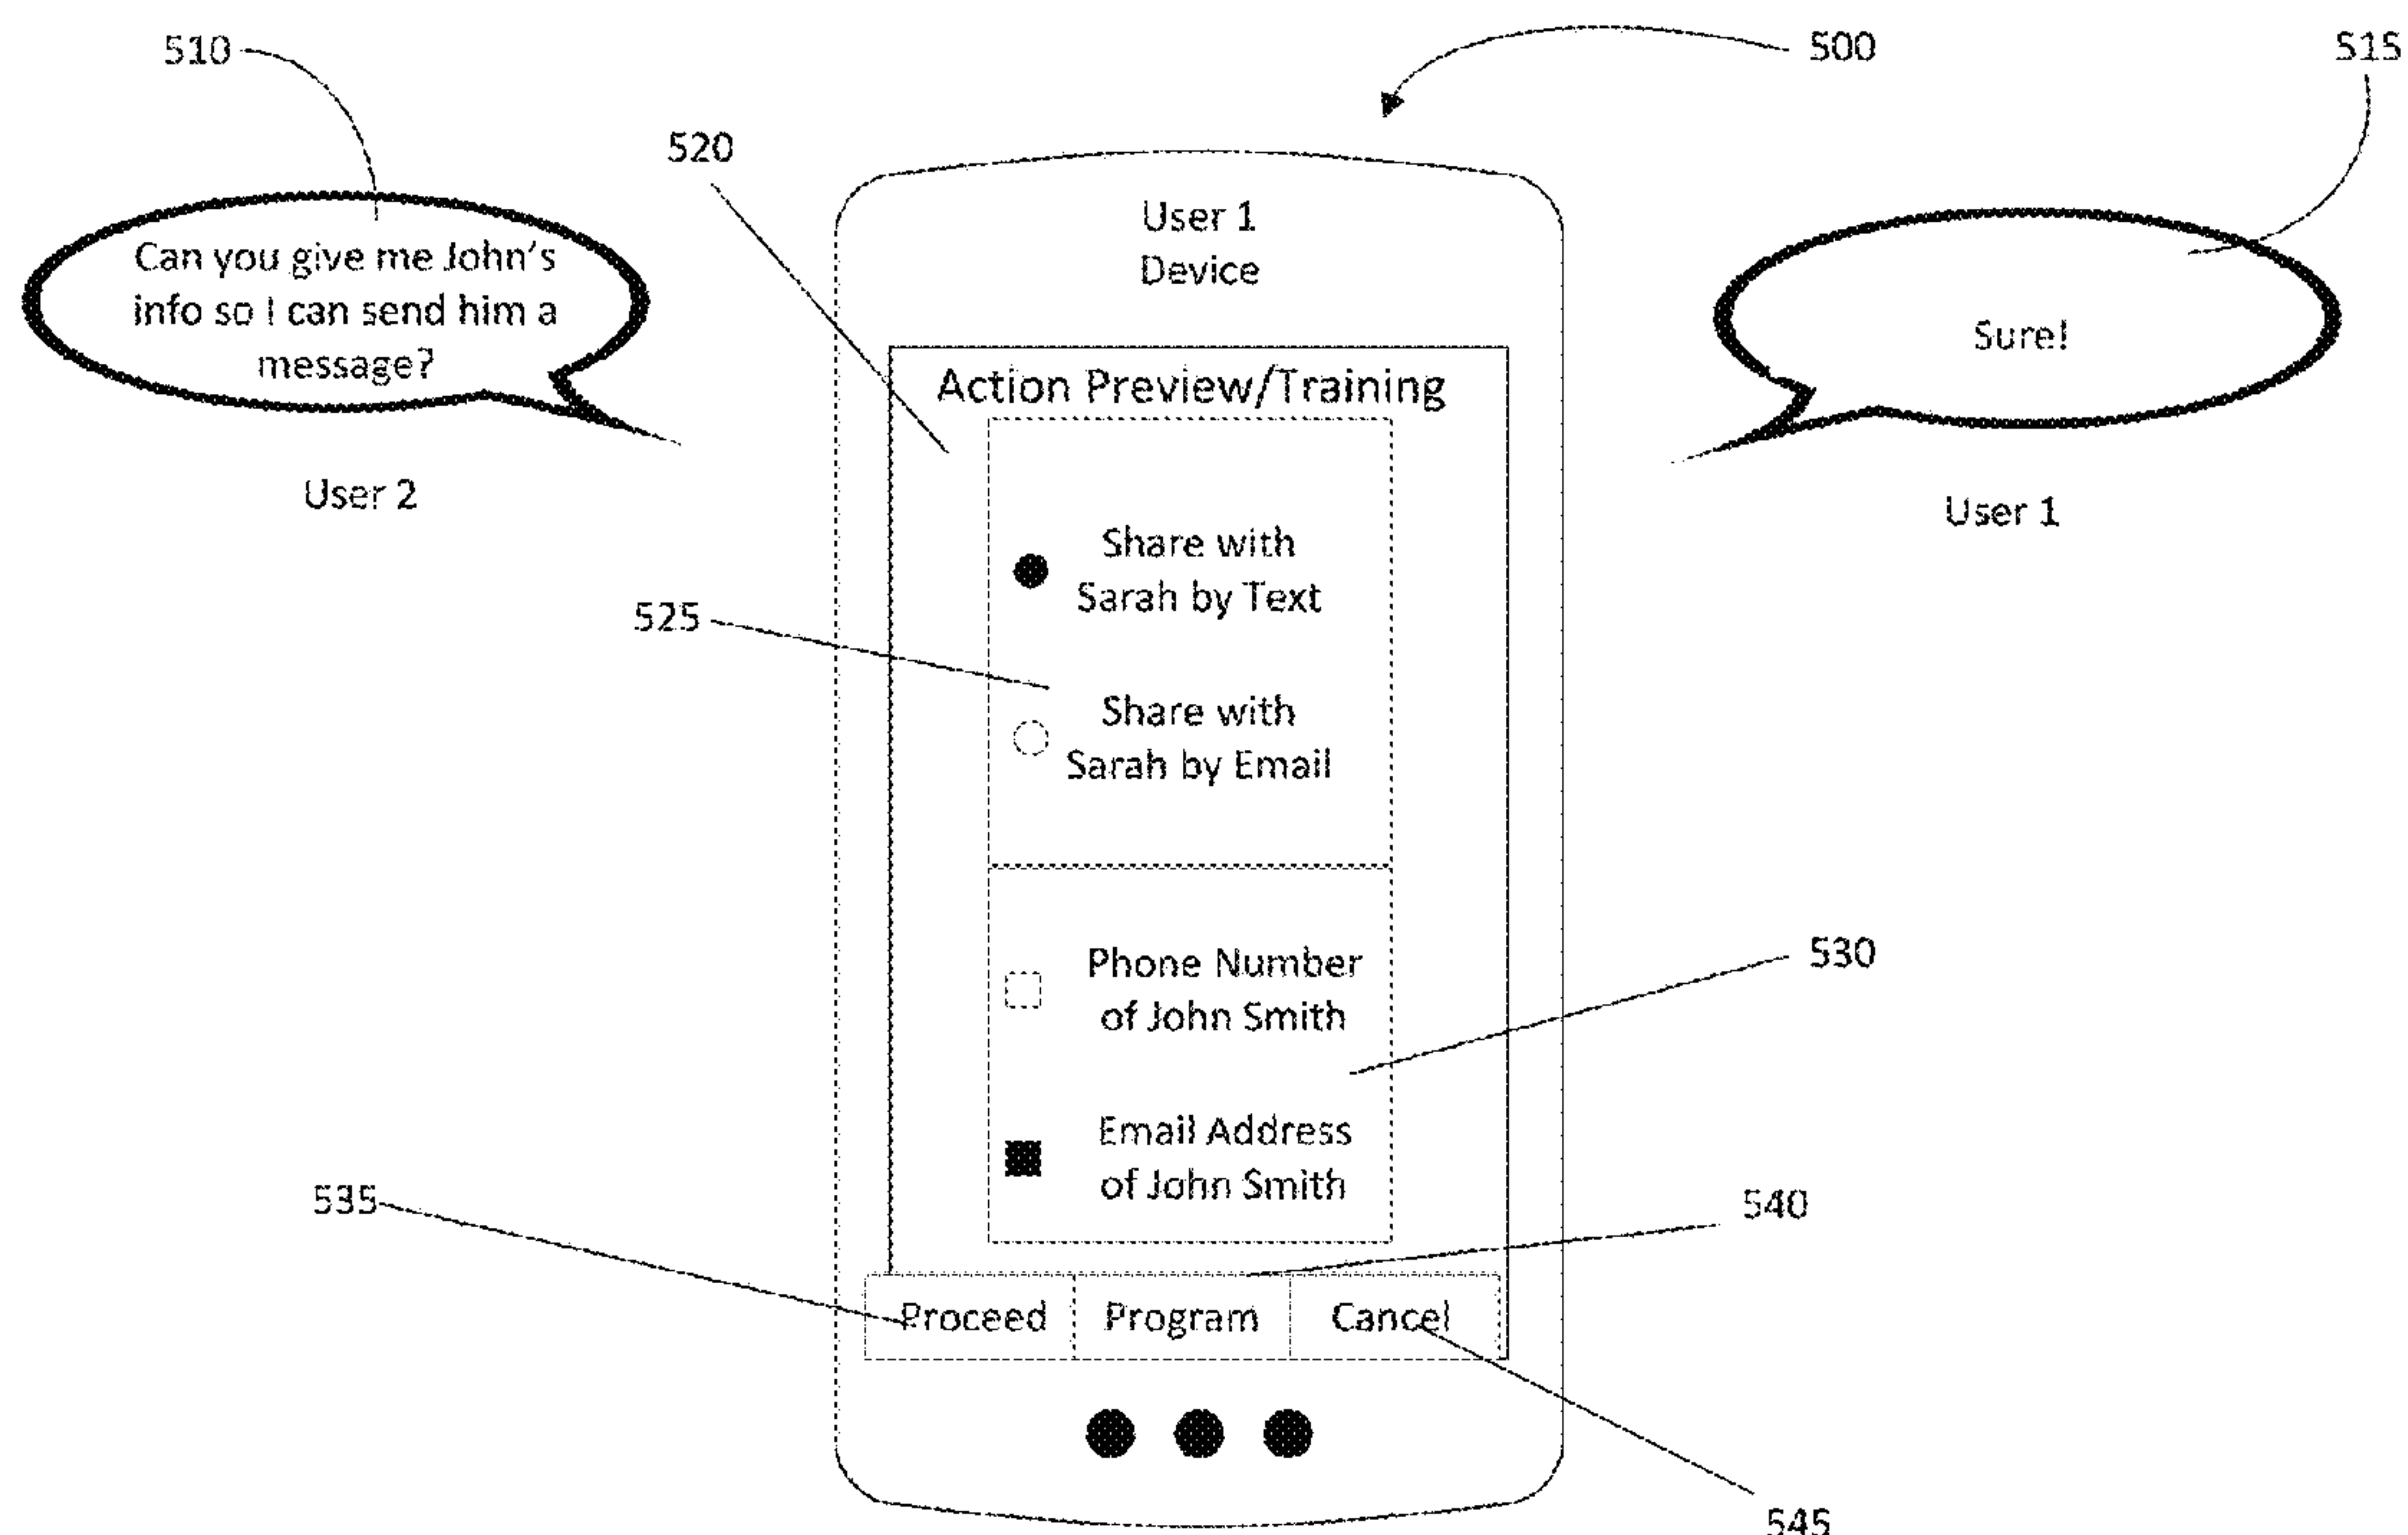 510
500
515
520
User 1
Device
Can you give me John's
info so I can send him a
message?
Sure!
Action Preview/Training
User 2
User 1
Share with
Sarah by Text
525
Share with
Sarah by Email
Phone Number
of John Smith
530
Email Address
of John Smith
535
540
Proceed
Program
Cancel
545